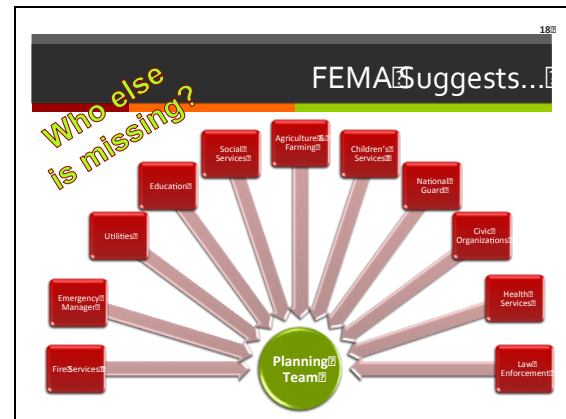 18
FEMA Suggests...
Who else
is missing?
Agriculture &
Farming
Social
Services
Children's
Services
Education
National
Guard
Utilities
Civic
Organizations
Emergency
Manager
Health
Services
Fire Services
Planning
Team
Law
Enforcement